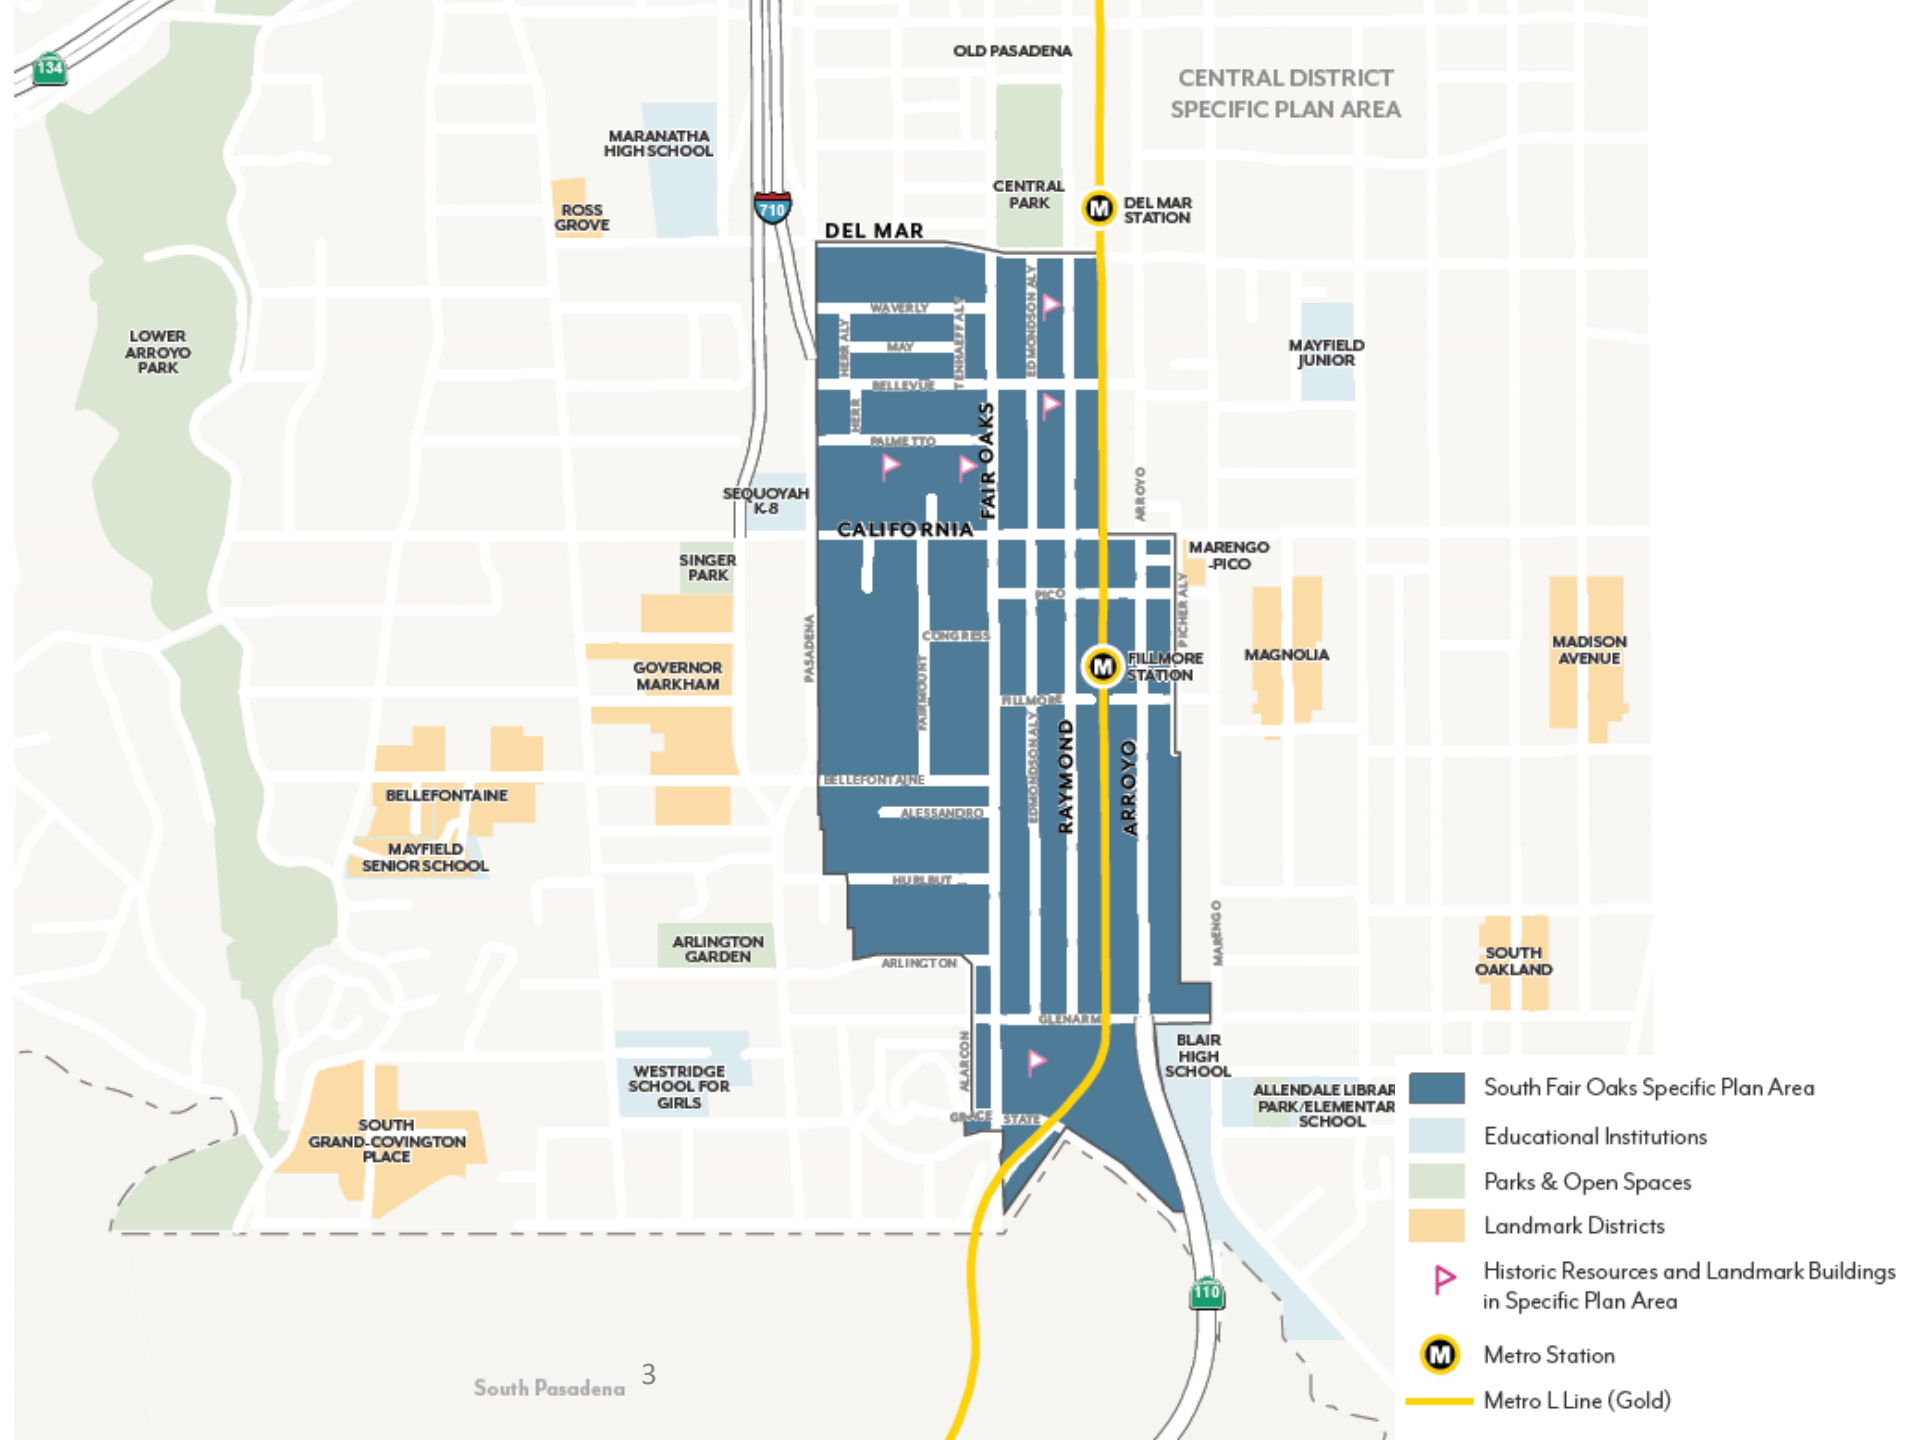 OLD PASADENA
CENTRAL DISTRICT
SPECIFIC PLAN AREA
134
MARANATHA
HIGH SCHOOL
ROSS
GROVE
710
CENTRAL
PARK
M
DEL MAR
STATION
DEL MAR
LOWER
ARROYO
PARK
WAVERLY
HERR ALY
MAY
TENHAEFF ALY
EDMONDSON ALY
BELLEVUE
HERR
PALMETTO
FAIR OAKS
MAYFIELD
JUNIOR
SEQUOYAH
K-8
CALIFORNIA
ARROYO
SINGER
PARK
MARENGO
-PICO
PICO
PICHER ALY
PASADENA
CONGRESS
FAIRMOUNT
GOVERNOR
MARKHAM
M
FILLMORE
STATION
MAGNOLIA
MADISON
AVENUE
FILLMORE
EDMONDSON ALY
RAYMOND
ARROYO
BELLEFONTAINE
BELLEFONTAINE
ALESSANDRO
MAYFIELD
SENIOR SCHOOL
HURLBUT
ARLINGTON
GARDEN
ARLINGTON
MARENGO
SOUTH
OAKLAND
GLENARM
ALARCON
BLAIR
HIGH
SCHOOL
WESTRIDGE
SCHOOL FOR
GIRLS
ALLENDALE LIBRAR
PARK/ELEMENTAR
SCHOOL
GRACE
STATE
SOUTH
GRAND-COVINGTON
PLACE
110
South Pasadena
3
South Fair Oaks Specific Plan Area
Educational Institutions
Parks & Open Spaces
Landmark Districts
Historic Resources and Landmark Buildings
in Specific Plan Area
M
Metro Station
Metro L Line (Gold)